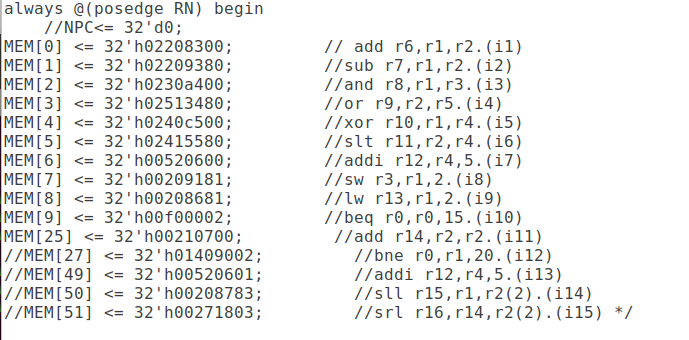 always @(posedge RN) begin
//NPC<= 32'd0;
MEM[0] <= 32'h02208300; // add r6,r1,r2.(i1)
MEM[1] <= 32'h02209380; //sub r7,r1,r2.(i2)
MEM[2] <= 32'h0230a400; //and r8,r1,r3.(i3)
MEM[3] <= 32'h02513480; //or r9,r2,r5.(i4)
MEM[4] <= 32'h0240c500; //xor r10,r1,r4.(i5)
MEM[5] <= 32'h02415580; //slt r11,r2,r4.(i6)
MEM[6] <= 32'h00520600; //addi r12,r4,5.(i7)
MEM[7] <= 32'h00209181; //sw r3,r1,2.(i8)
MEM[8] <= 32'h00208681; //lw r13,r1,2.(i9)
MEM[9] <= 32'h00f00002; //beq r0,r0,15.(i10)
MEM[25] <= 32'h00210700; //add r14,r2,r2.(i11)
//MEM[27] <= 32'h01409002; //bne r0,r1,20.(i12)
//MEM[49] <= 32'h00520601; //addi r12,r4,5.(i13)
//MEM[50] <= 32'h00208783; //sll r15,r1,r2(2).(i14)
//MEM[51] <= 32'h00271803; //srl r16,r14,r2(2).(i15) */